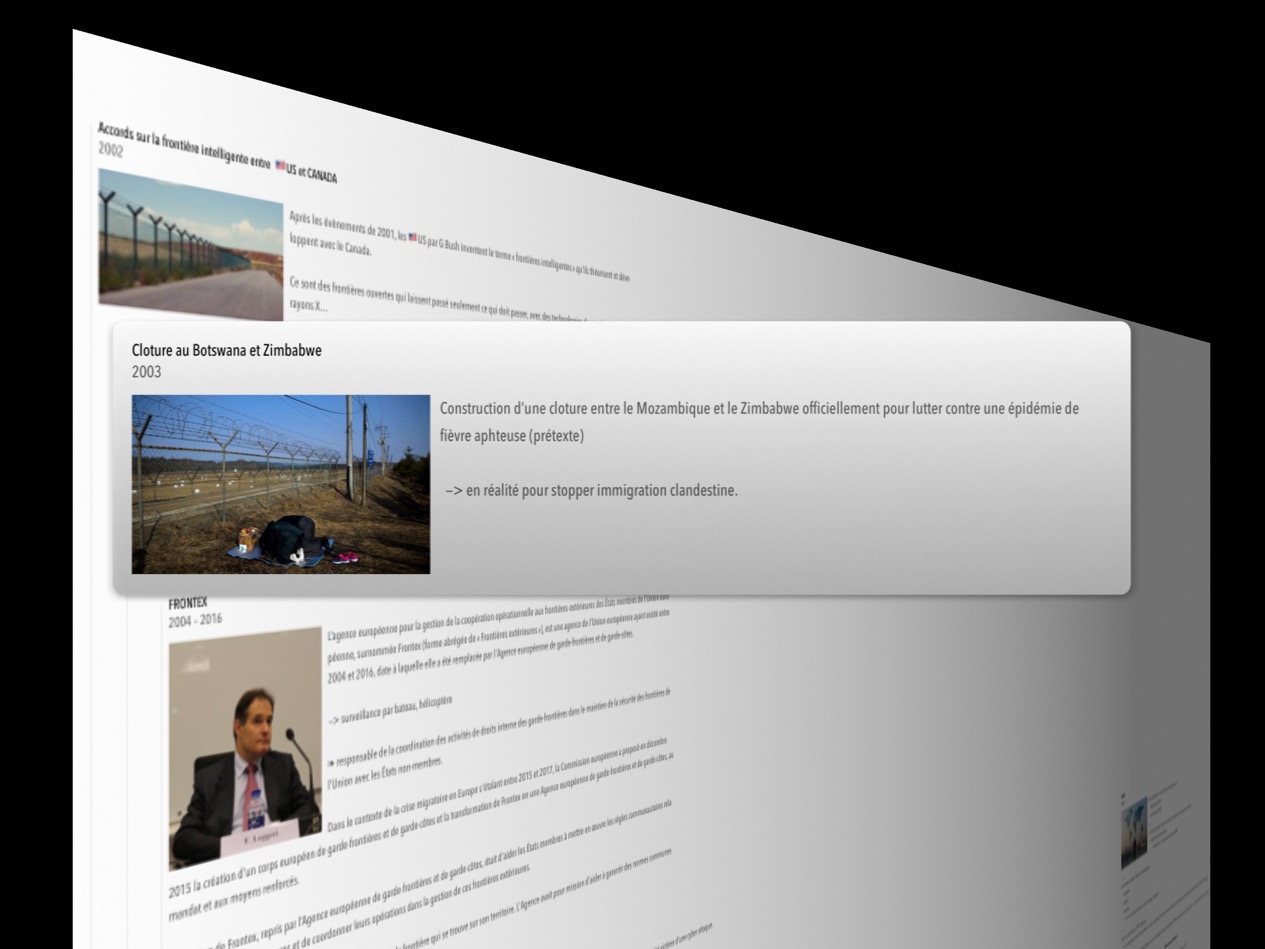 Accords sur la frontière intelligente entre 🇺🇸US et CANADA
2002
Après les évènements de 2001, les 🇺🇸US par G Bush inventent le terme « frontières intelligentes » qu'ils théorisent et déve-
loppent avec le Canada.
Ce sont des frontières ouvertes qui laissent passé seulement ce qui doit passer, avec des technologies
rayons X...
Cloture au Botswana et Zimbabwe
2003
Construction d'une cloture entre le Mozambique et le Zimbabwe officiellement pour lutter contre une épidémie de
fièvre aphteuse (prétexte)
—> en réalité pour stopper immigration clandestine.
FRONTEX
2004 - 2016
L'agence européenne pour la gestion de la coopération opérationnelle aux frontières extérieures des États membres de l'Union euro-
péenne, surnommée Frontex (forme abrégée de « Frontières extérieures »), est une agence de l'Union européenne ayant existé entre
2004 et 2016, date à laquelle elle a été remplacée par l'Agence européenne de garde-frontières et de garde-côtes.
—> surveillance par bateau, hélicoptère
responsable de la coordination des activités de droits interne des garde-frontières dans le maintien de la sécurité des frontières de
l'Union avec les États non-membres.
Dans le contexte de la crise migratoire en Europe s'étalant entre 2015 et 2017, la Commission européenne a proposé en décembre
2015 la création d'un corps européen de garde-frontières et de garde-côtes et la transformation de Frontex en une Agence européenne de garde-frontières et de garde côtes, au
mandat et aux moyens renforcés.
F. Leggeri
de Frontex, repris par l'Agence européenne de garde-frontières et de garde-côtes, était d'aider les États membres à mettre en œuvre les règles communautaires
et de coordonner leurs opérations dans la gestion de ces frontières extérieures.
frontière qui se trouve sur son territoire. L'Agence avait pour mission d'aider à garantir des normes communes
d'une cyber attaque